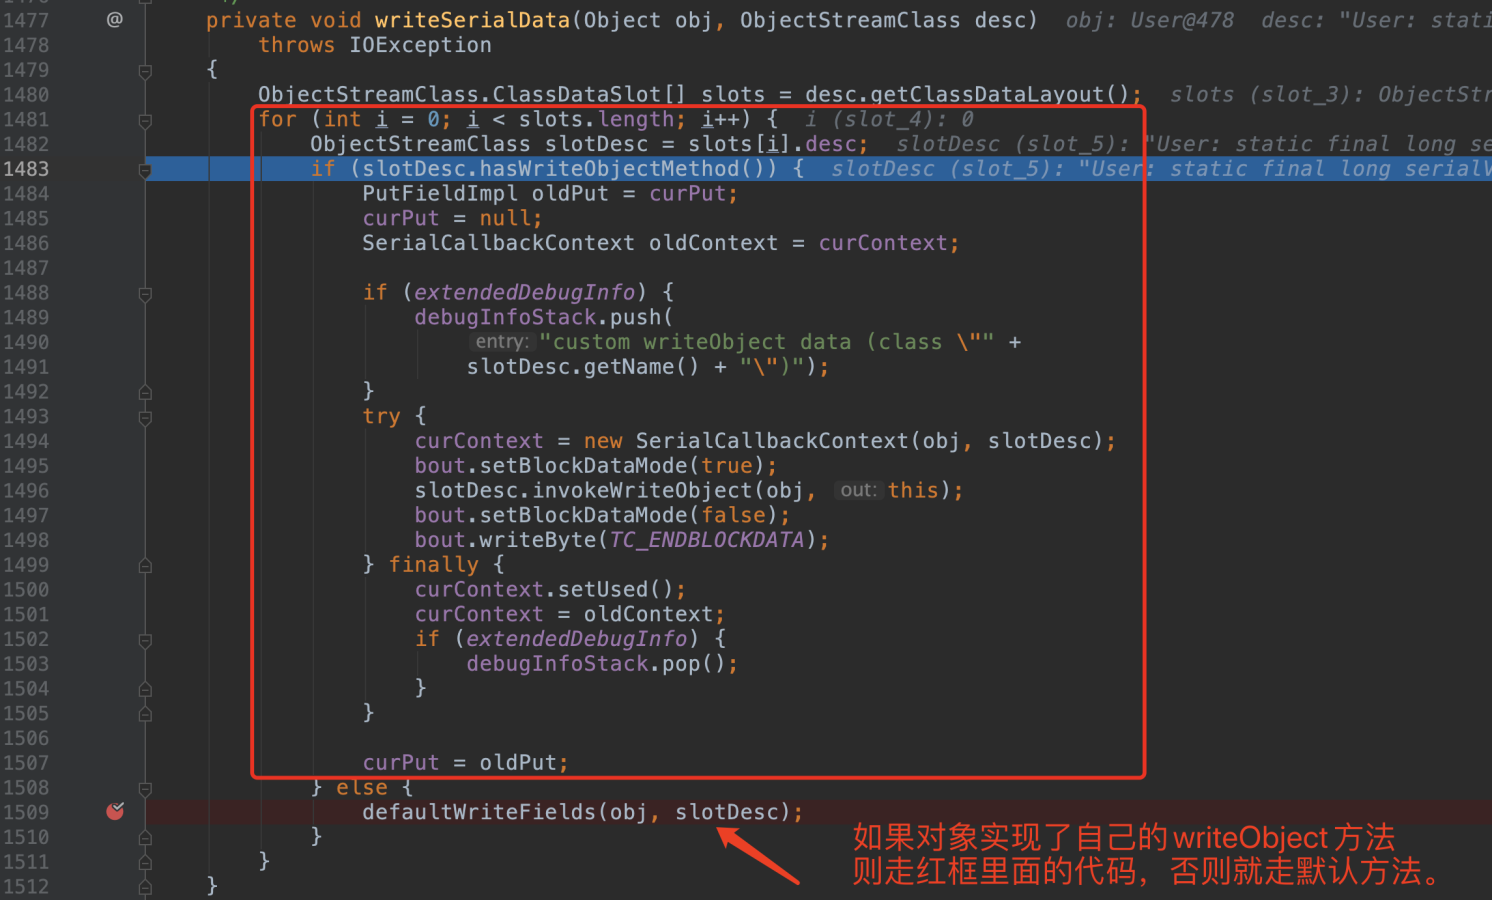 1477 @ private void writeSerialData(Object obj, ObjectStreamClass desc) obj: User@478 desc: "User: stati
1478 throws IOException
1479 {
1480 ObjectStreamClass.ClassDataSlot[] slots = desc.getClassDataLayout(); slots (slot_3): ObjectStr
1481 for (int i = 0; i < slots.length; i++) { i (slot_4): 0
1482 ObjectStreamClass slotDesc = slots[i].desc; slotDesc (slot_5): "User: static final long se
1483 if (slotDesc.hasWriteObjectMethod()) { slotDesc (slot_5): "User: static final long serialV
1484 PutFieldImpl oldPut = curPut;
1485 curPut = null;
1486 SerialCallbackContext oldContext = curContext;
1487
1488 if (extendedDebugInfo) {
1489 debugInfoStack.push(
1490 entry: "custom writeObject data (class \"" +
1491 slotDesc.getName() + "\")");
1492 }
1493 try {
1494 curContext = new SerialCallbackContext(obj, slotDesc);
1495 bout.setBlockDataMode(true);
1496 slotDesc.invokeWriteObject(obj, out: this);
1497 bout.setBlockDataMode(false);
1498 bout.writeByte(TC_ENDBLOCKDATA);
1499 } finally {
1500 curContext.setUsed();
1501 curContext = oldContext;
1502 if (extendedDebugInfo) {
1503 debugInfoStack.pop();
1504 }
1505 }
1506
1507 curPut = oldPut;
1508 } else {
1509 defaultWriteFields(obj, slotDesc);
1510 }
1511 }
1512 }
如果对象实现了自己的writeObject方法
则走红框里面的代码，否则就走默认方法。